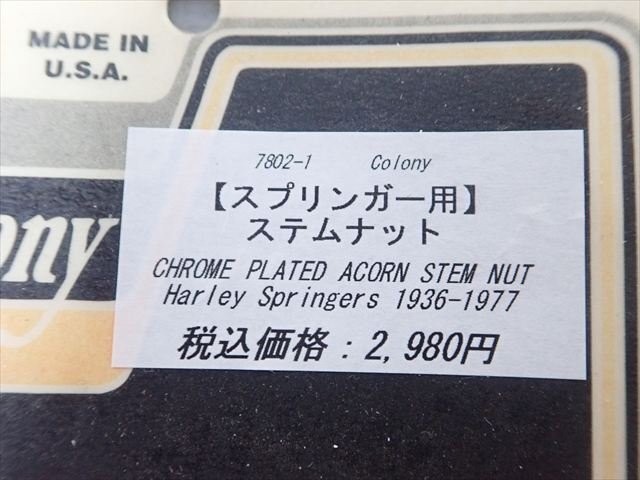 MADE IN
U.S.A.
7802-1 Colony
【スプリンガー用】
ステムナット
CHROME PLATED ACORN STEM NUT
Harley Springers 1936-1977
税込価格：2,980円
ony